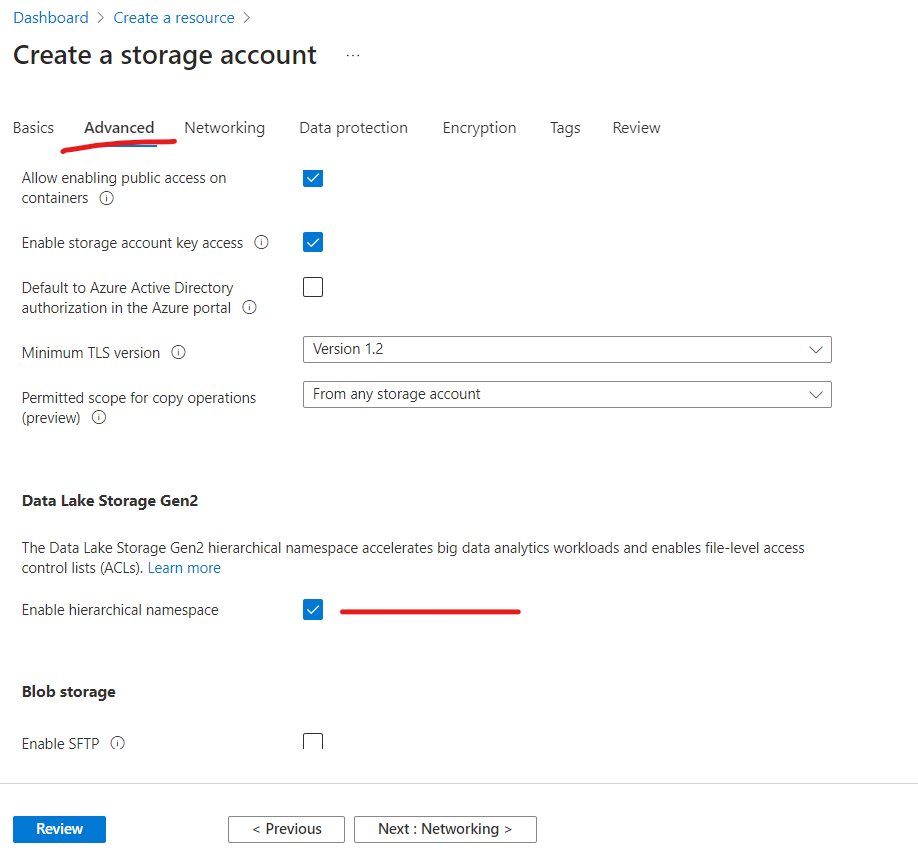 Dashboard > Create a resource >
Create a storage account ...
Basics Advanced Networking Data protection Encryption Tags Review
Allow enabling public access on
containers
Enable storage account key access
Default to Azure Active Directory
authorization in the Azure portal
Minimum TLS version Version 1.2
Permitted scope for copy operations From any storage account
(preview)
Data Lake Storage Gen2
The Data Lake Storage Gen2 hierarchical namespace accelerates big data analytics workloads and enables file-level access
control lists (ACLs). Learn more
Enable hierarchical namespace
Blob storage
Enable SFTP
Review < Previous Next : Networking >